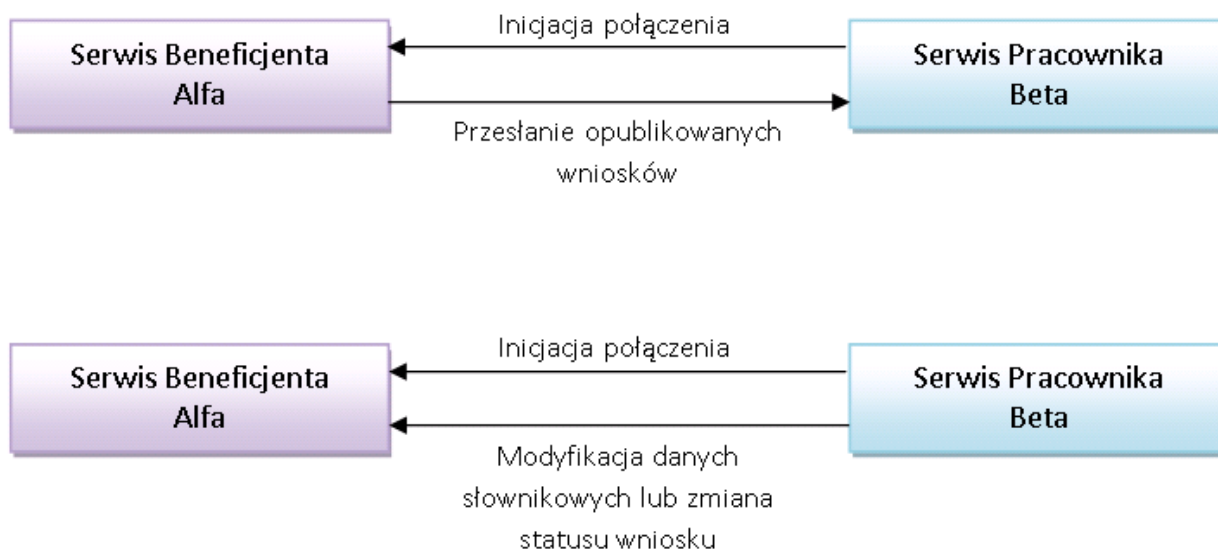 Inicjacja połączenia
Serwis Beneficjenta
Alfa
Serwis Pracownika
Beta
Przesłanie opublikowanych
wniosków
Inicjacja połączenia
Serwis Beneficjenta
Alfa
Serwis Pracownika
Beta
Modyfikacja danych
słownikowych lub zmiana
statusu wniosku